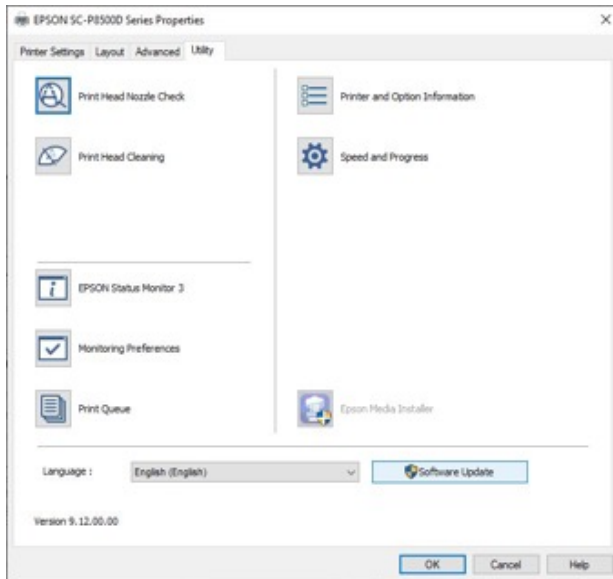 EPSON SC-P8500D Series Properties
Printer Settings Layout Advanced Utility
Print Head Nozzle Check
Printer and Option Information
Print Head Cleaning
Speed and Progress
EPSON Status Monitor 3
Monitoring Preferences
Print Queue
Epson Media Installer
Language : English (English) Software Update
Version 9.12.00.00
OK Cancel Help